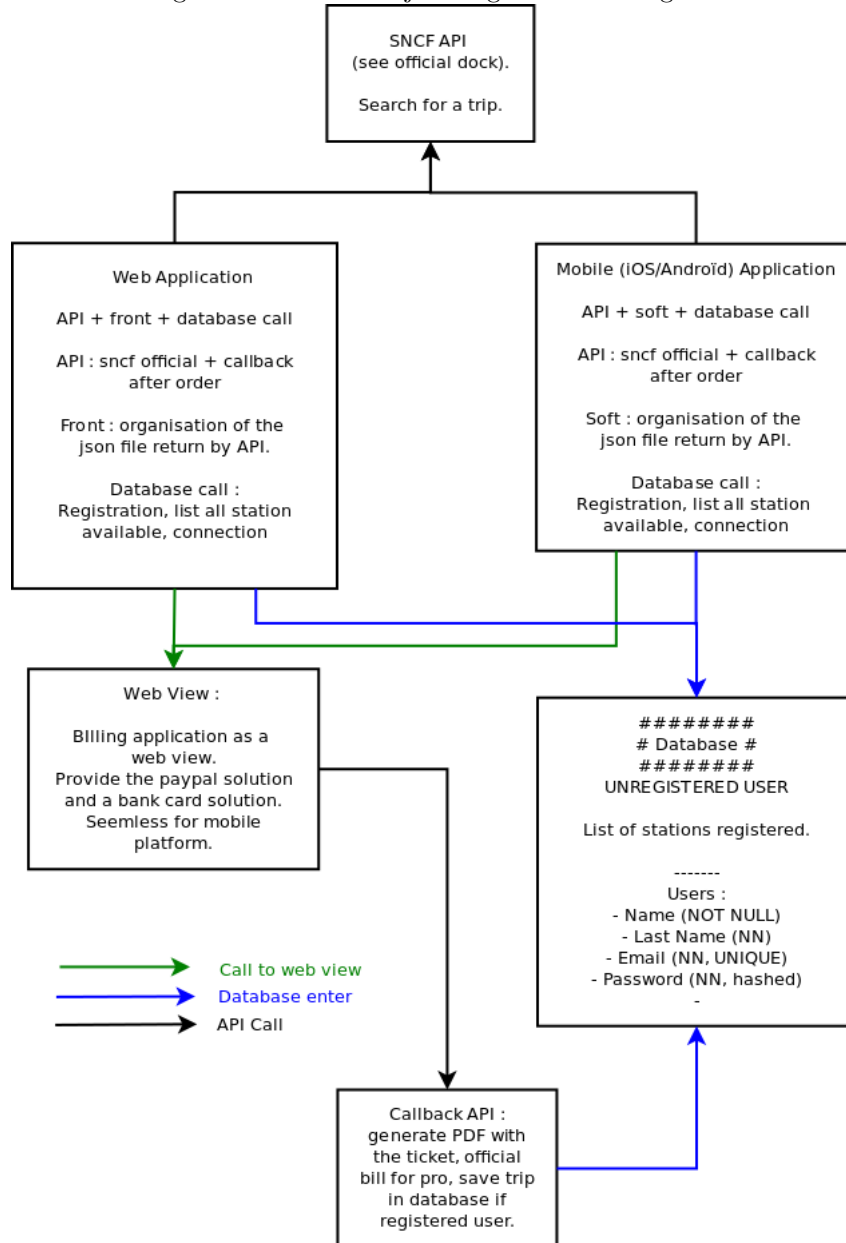 SNCF API
(see official dock).
Search for a trip.
Web Application
API + front + database call
API : sncf official + callback
after order
Front : organisation of the
json file return by API.
Database call :
Registration, list all station
available, connection
Mobile (iOS/Androïd) Application
API + soft + database call
API : sncf official + callback
after order
Soft : organisation of the
json file return by API.
Database call :
Registration, list all station
available, connection
Web View :
BIlling application as a
web view.
Provide the paypal solution
and a bank card solution.
Seemless for mobile
platform.
########
# Database #
########
UNREGISTERED USER
List of stations registered.
-------
Users :
- Name (NOT NULL)
- Last Name (NN)
- Email (NN, UNIQUE)
- Password (NN, hashed)
-
Call to web view
Database enter
API Call
Callback API :
generate PDF with
the ticket, official
bill for pro, save trip
in database if
registered user.